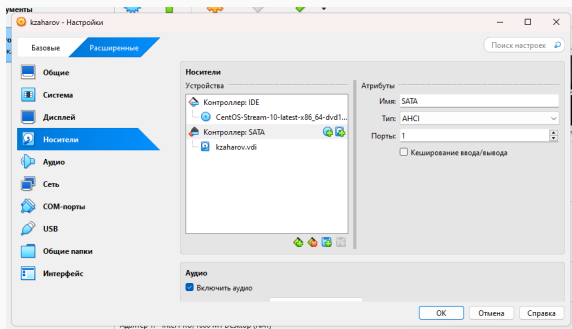 ументы
kzaharov - Настройки
Базовые
Расширенные
Поиск настроек
Общие
Система
Дисплей
Носители
Аудио
Сеть
COM-порты
USB
Общие папки
Интерфейс
Носители
Устройства
Контроллер: IDE
CentOS-Stream-10-latest-x86_64-dvd1...
Контроллер: SATA
kzaharov.vdi
Атрибуты
Имя: SATA
Тип: AHCI
Порты: 1
Кеширование ввода/вывода
Аудио
Включить аудио
OK
Отмена
Справка